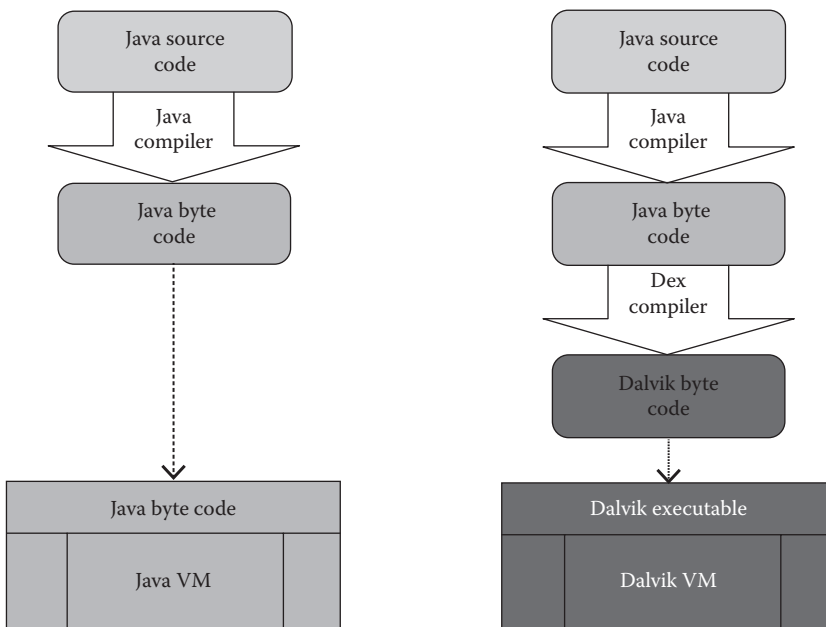 Java source
code
Java
compiler
Java byte
code
Java byte code
Java VM
Java source
code
Java
compiler
Java byte
code
Dex
compiler
Dalvik byte
code
Dalvik executable
Dalvik VM